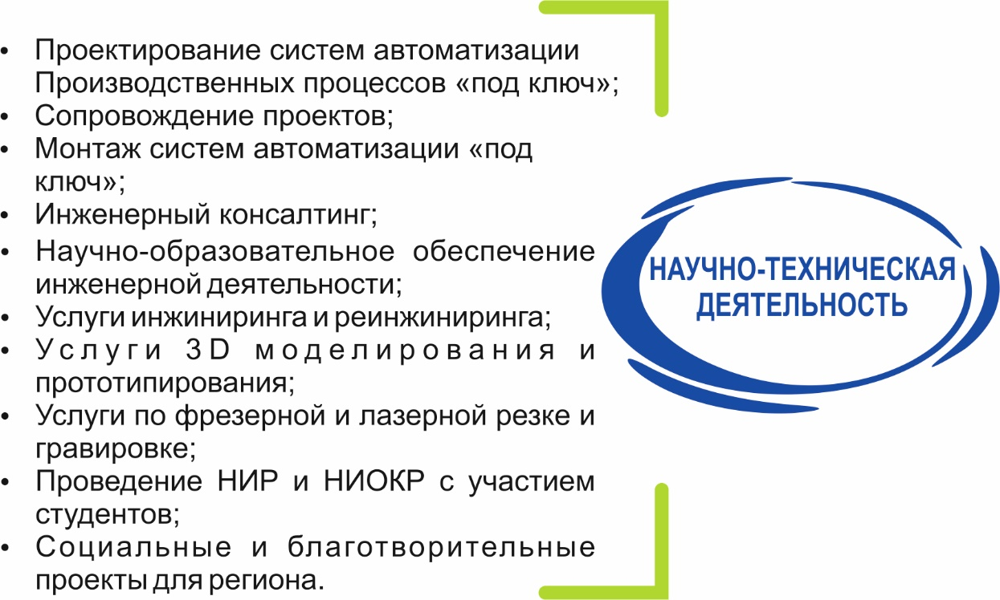 • Проектирование систем автоматизации
Производственных процессов «под ключ»;
• Сопровождение проектов;
• Монтаж систем автоматизации «под
ключ»;
• Инженерный консалтинг;
• Научно-образовательное обеспечение
инженерной деятельности;
• Услуги инжиниринга и реинжиниринга;
• Услуги 3D моделирования и
прототипирования;
• Услуги по фрезерной и лазерной резке и
гравировке;
• Проведение НИР и НИОКР с участием
студентов;
• Социальные и благотворительные
проекты для региона.
НАУЧНО-ТЕХНИЧЕСКАЯ
ДЕЯТЕЛЬНОСТЬ